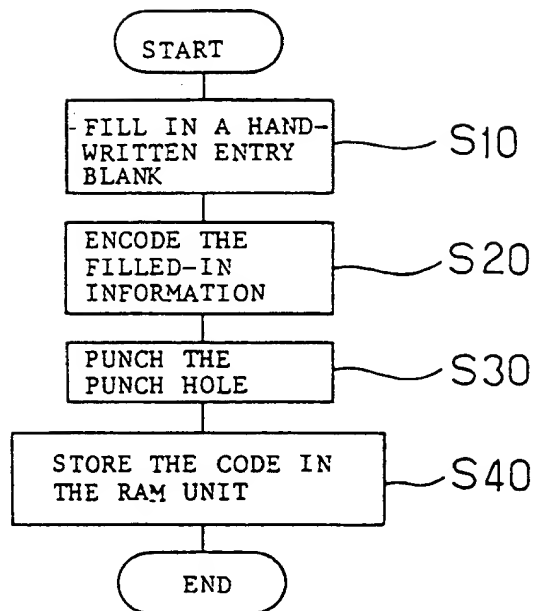 START
FILL IN A HAND-
WRITTEN ENTRY
BLANK
S10
ENCODE THE
FILLED-IN
INFORMATION
S20
PUNCH THE
PUNCH HOLE
S30
STORE THE CODE IN
THE RAM UNIT
S40
END